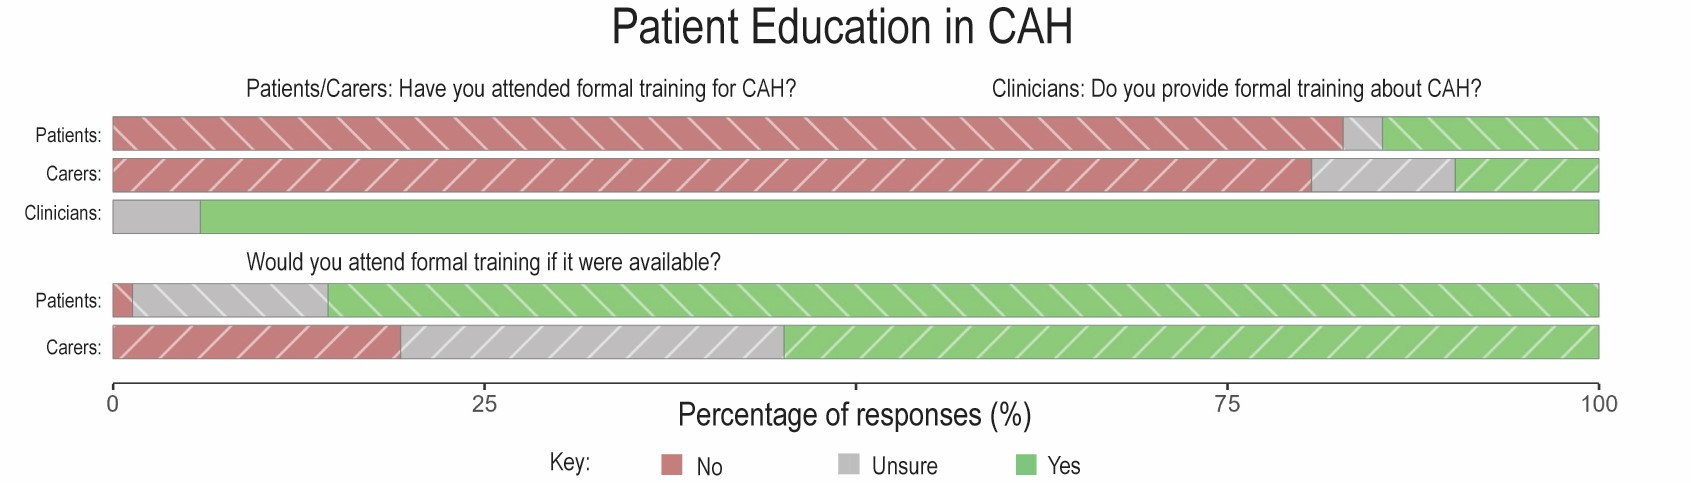 Patient Education in CAH
Patients/Carers: Have you attended formal training for CAH? Clinicians: Do you provide formal training about CAH?
Patients:
Carers:
Clinicians:
Would you attend formal training if it were available?
Patients:
Carers:
0 25 75 100
Percentage of responses (%)
Key: No Unsure Yes